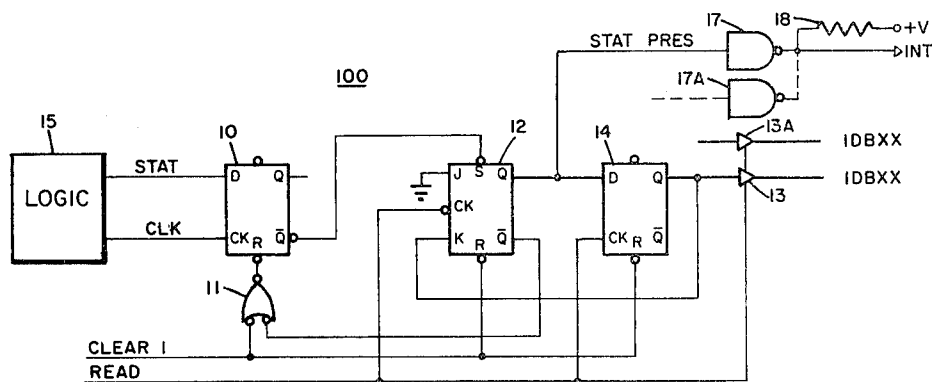 17
18
+V
STAT PRES
INT
100
17A
15
10
12
14
13A
IDBXX
STAT
D Q
J S Q
D Q
IDBXX
LOGIC
CK
13
CLK
CK R Q̅
K R Q̅
CK R Q̅
11
CLEAR 1
READ